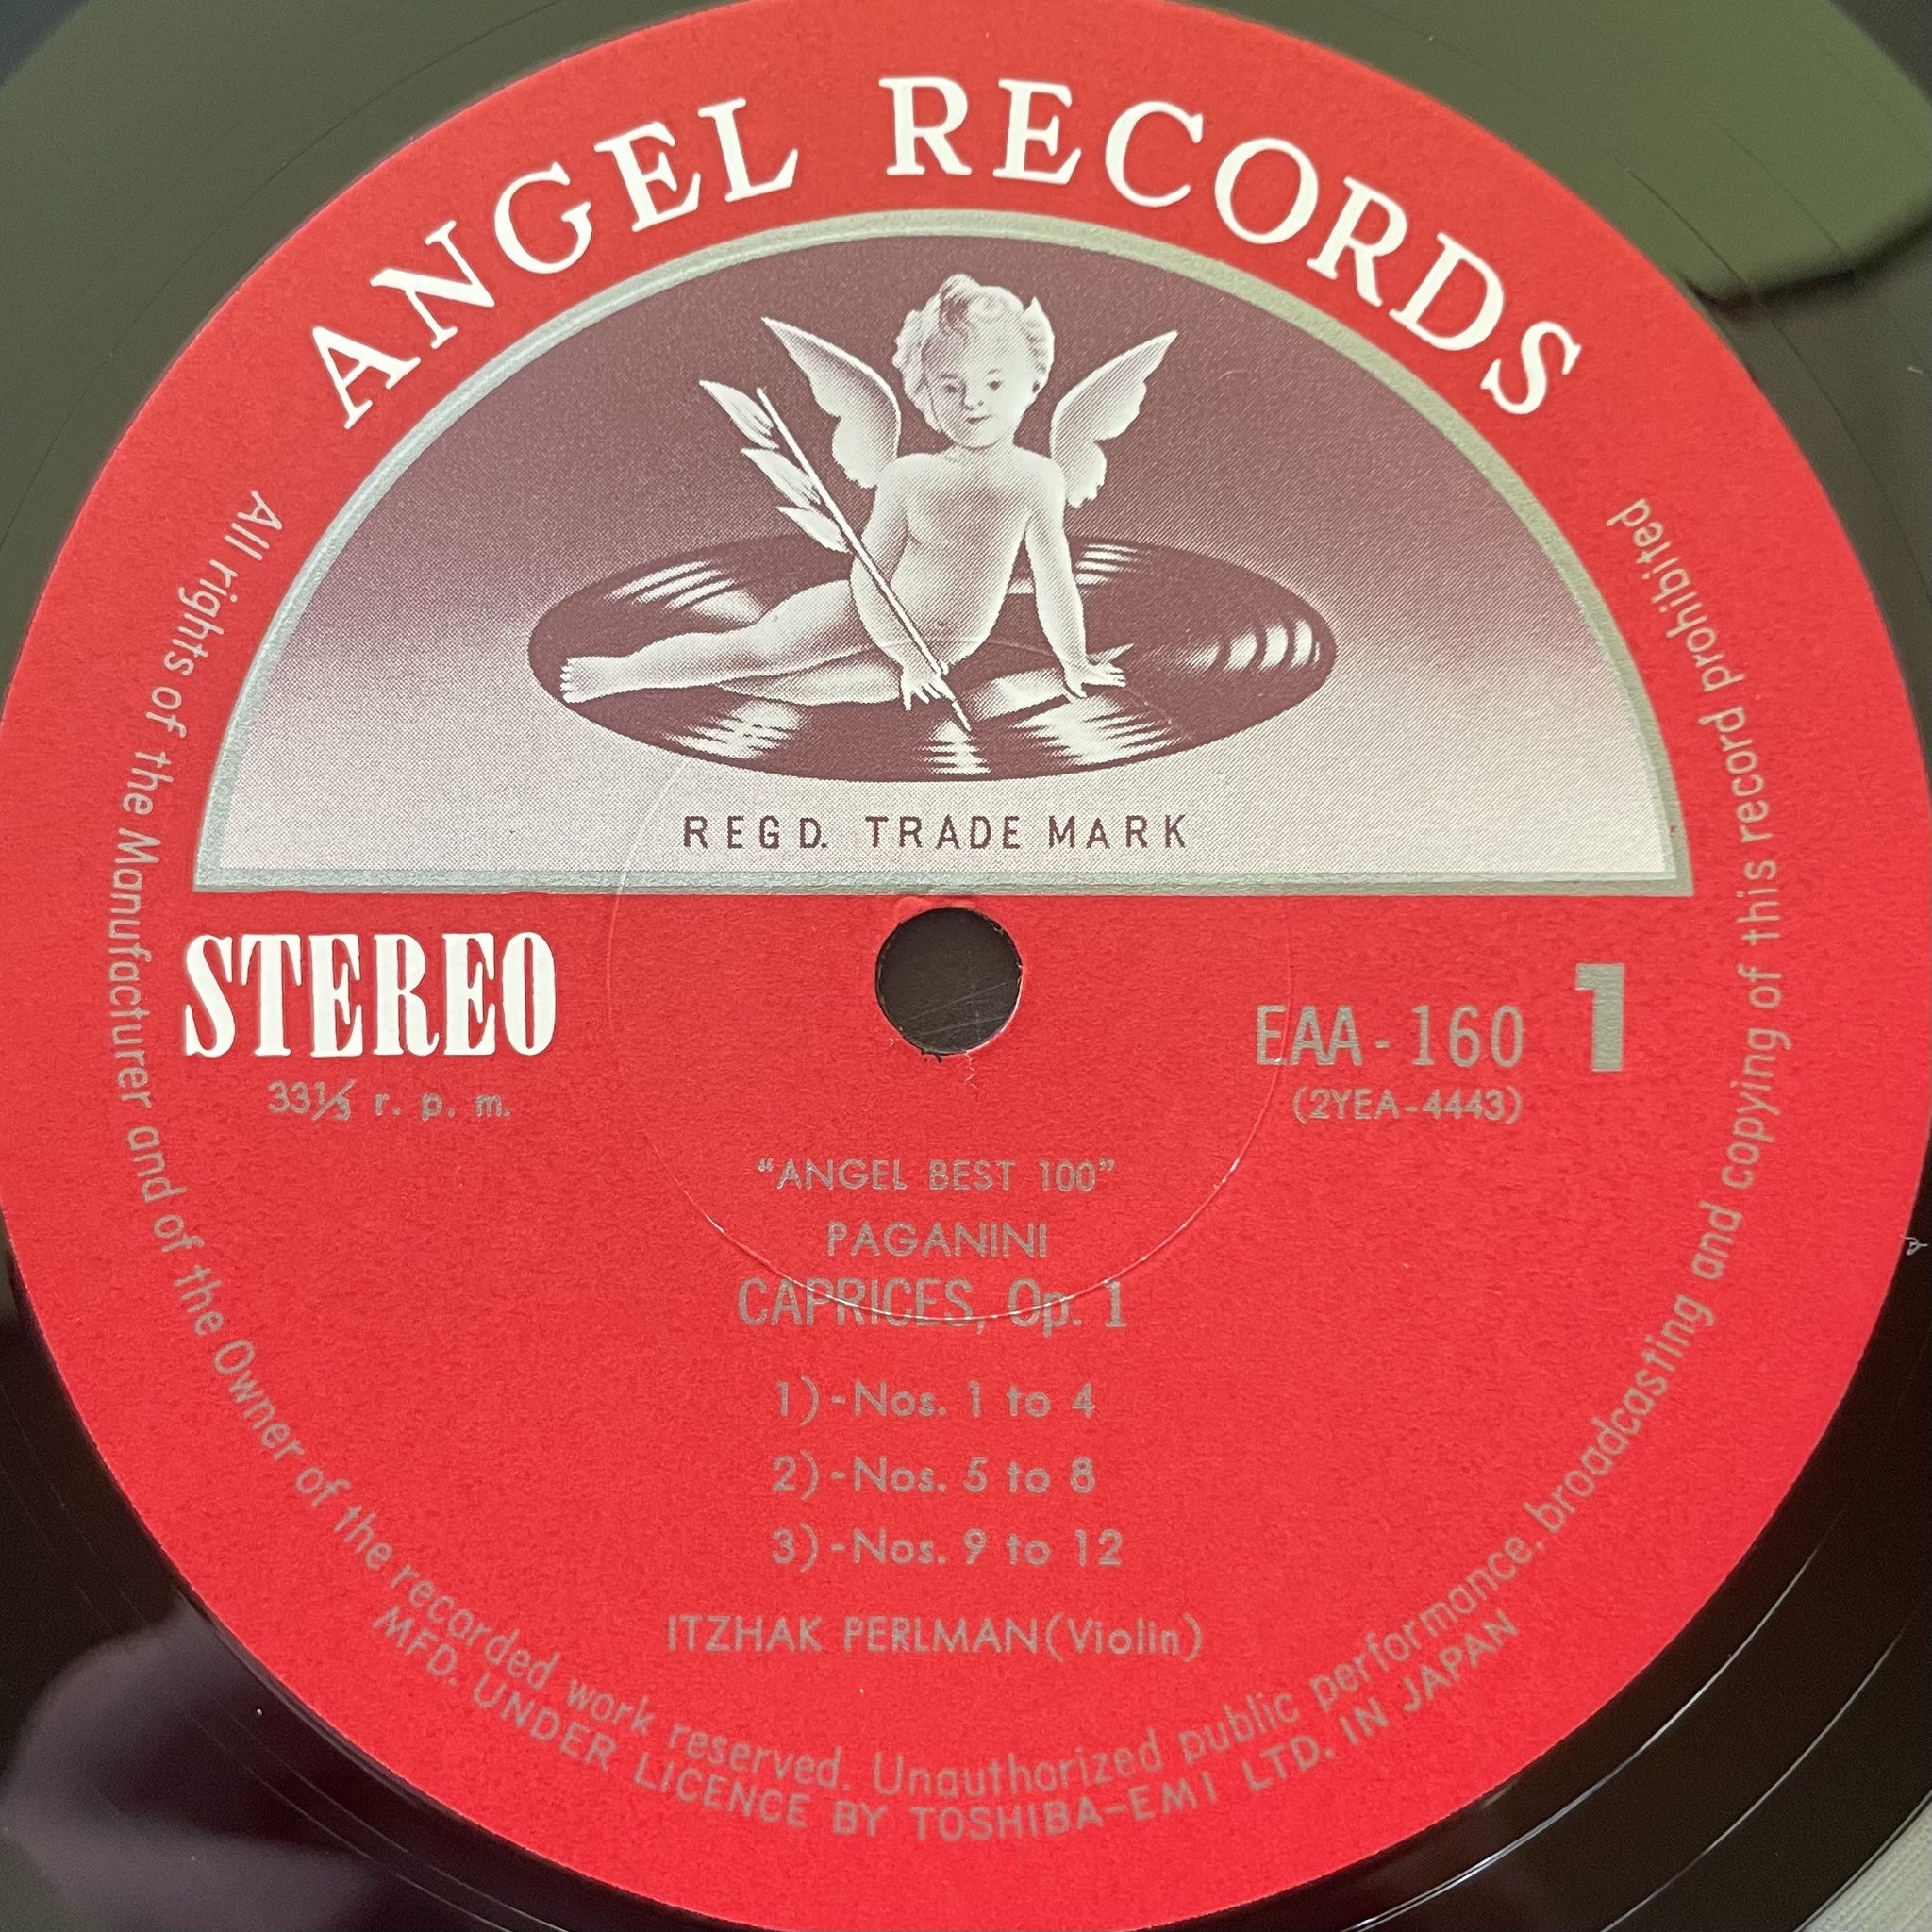 ANGEL RECORDS
REGD. TRADE MARK
STEREO
33⅓ r. p. m.
EAA-160 1
(2YEA-4443)
"ANGEL BEST 100"
PAGANINI
CAPRICES, Op. 1
1)-Nos. 1 to 4
2)-Nos. 5 to 8
3)-Nos. 9 to 12
ITZHAK PERLMAN(Violin)
All rights of the Manufacturer and of the Owner of the recorded work reserved. Unauthorized public performance, broadcasting and copying of this record prohibited
MFD. UNDER LICENCE BY TOSHIBA-EMI LTD. IN JAPAN